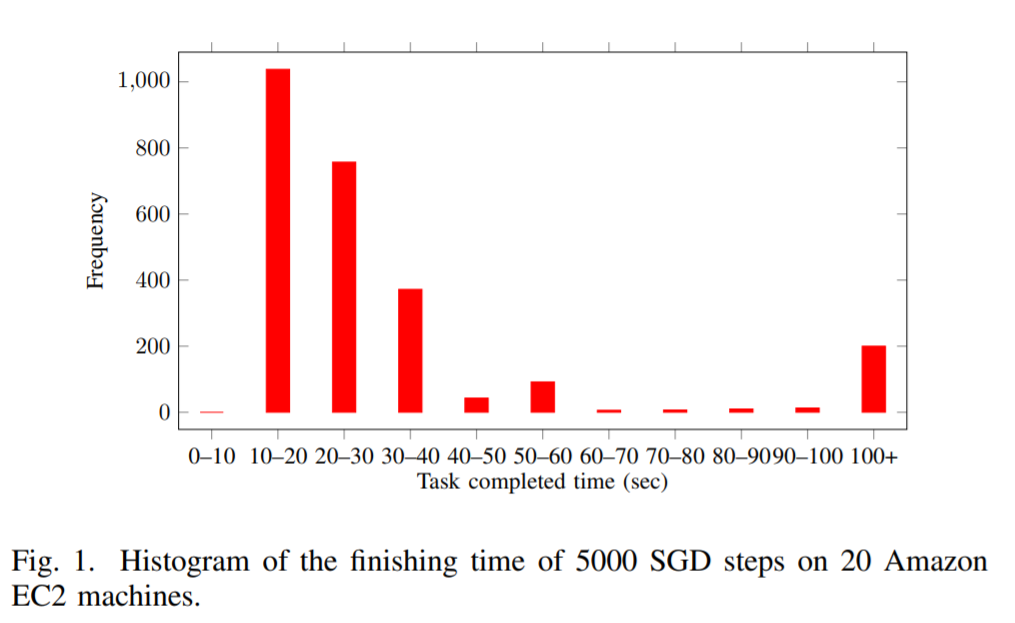 1,000
800
600
400
200
0
Frequency
0–10 10–20 20–30 30–40 40–50 50–60 60–70 70–80 80–90 90–100 100+
Task completed time (sec)
Fig. 1. Histogram of the finishing time of 5000 SGD steps on 20 Amazon
EC2 machines.